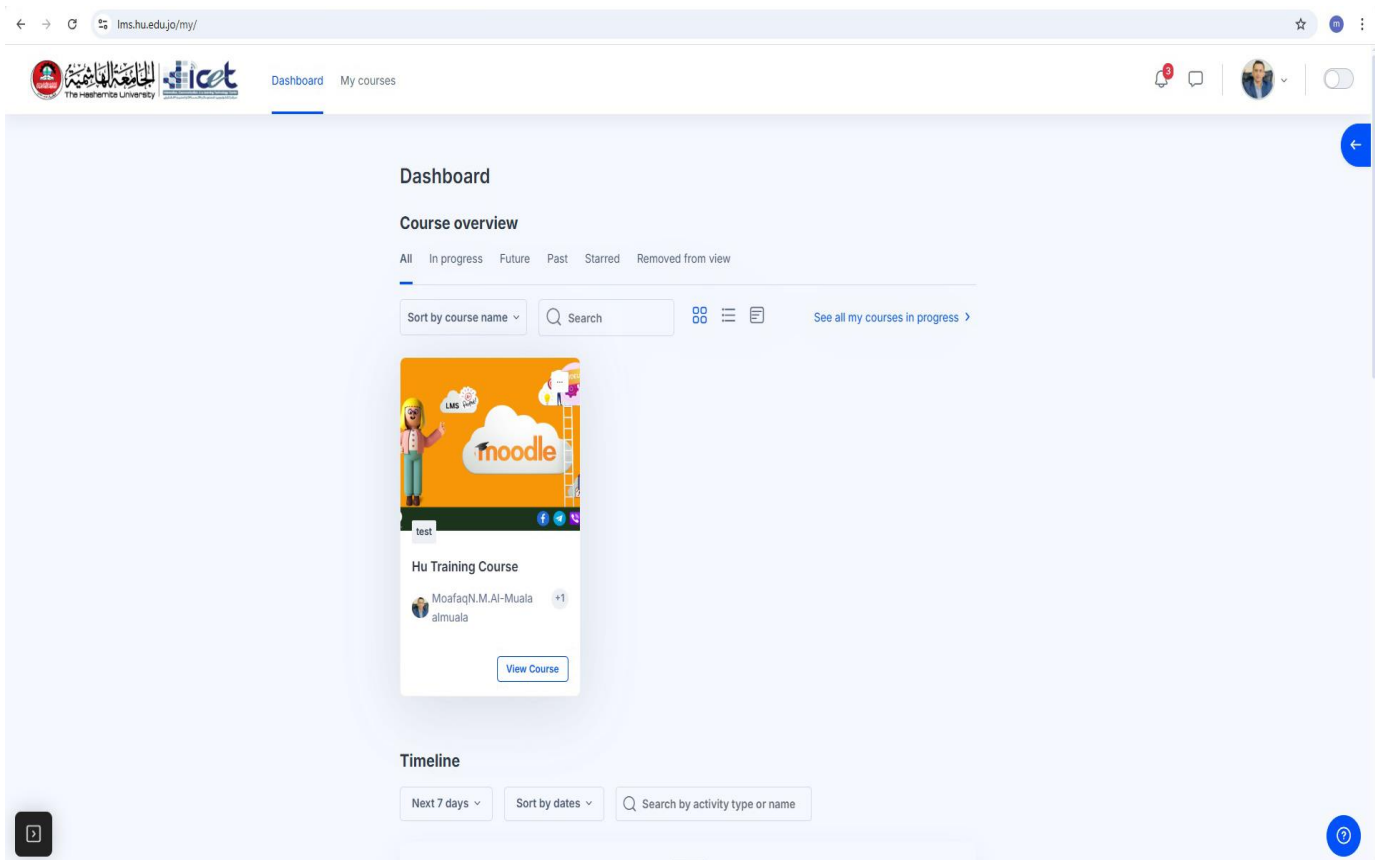 lms.hu.edu.jo/my/
m
الجامعة الهاشمية
The Hashemite University
icet
Dashboard
My courses
3
Dashboard
Course overview
All
In progress
Future
Past
Starred
Removed from view
Sort by course name
Search
See all my courses in progress
LMS
moodle
test
Hu Training Course
MoafaqN.M.Al-Muala
almuala
+1
View Course
Timeline
Next 7 days
Sort by dates
Search by activity type or name